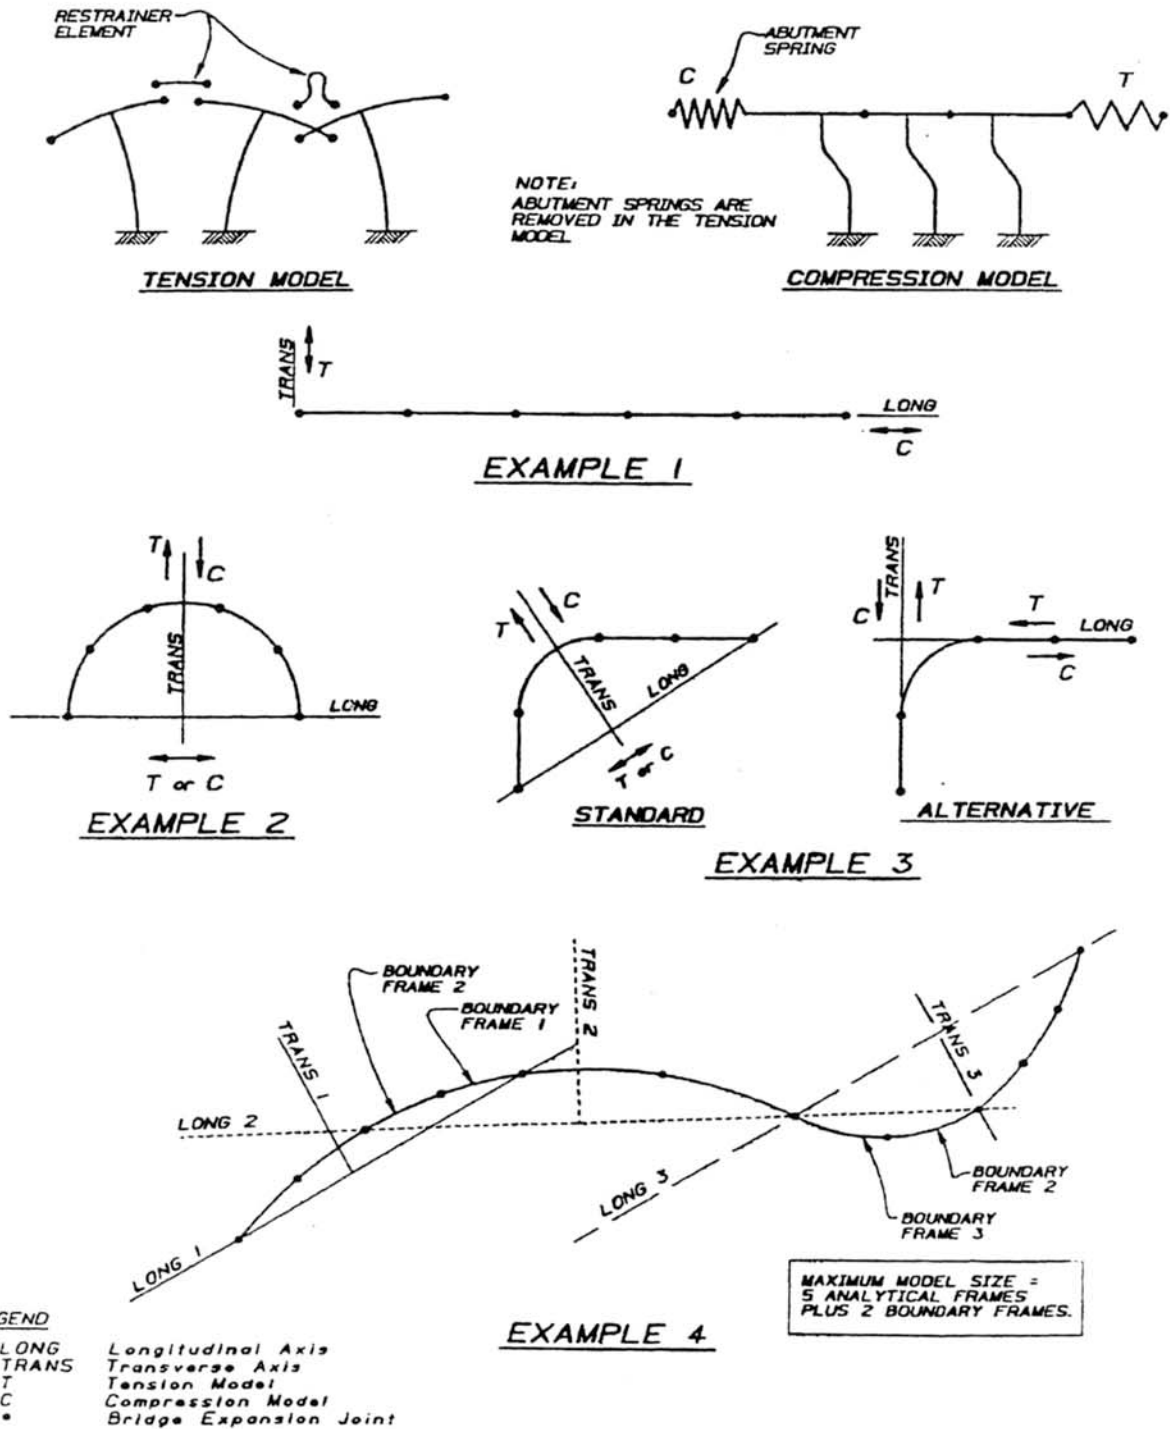 RESTRAINER
ELEMENT
ABUTMENT
SPRING
C
T
NOTE:
ABUTMENT SPRINGS ARE
REMOVED IN THE TENSION
MODEL
TENSION MODEL
COMPRESSION MODEL
TRANS
T
LONG
C
EXAMPLE 1
T
C
TRANS
LONG
T or C
EXAMPLE 2
T
C
TRANS
LONG
T or C
STANDARD
TRANS
C
T
T
LONG
C
ALTERNATIVE
EXAMPLE 3
BOUNDARY
FRAME 2
BOUNDARY
FRAME 1
TRANS 1
TRANS 2
TRANS 3
LONG 2
LONG 1
LONG 3
BOUNDARY
FRAME 2
BOUNDARY
FRAME 3
MAXIMUM MODEL SIZE =
5 ANALYTICAL FRAMES
PLUS 2 BOUNDARY FRAMES.
EXAMPLE 4
GEND
LONG Longitudinal Axis
TRANS Transverse Axis
T Tension Model
C Compression Model
• Bridge Expansion Joint